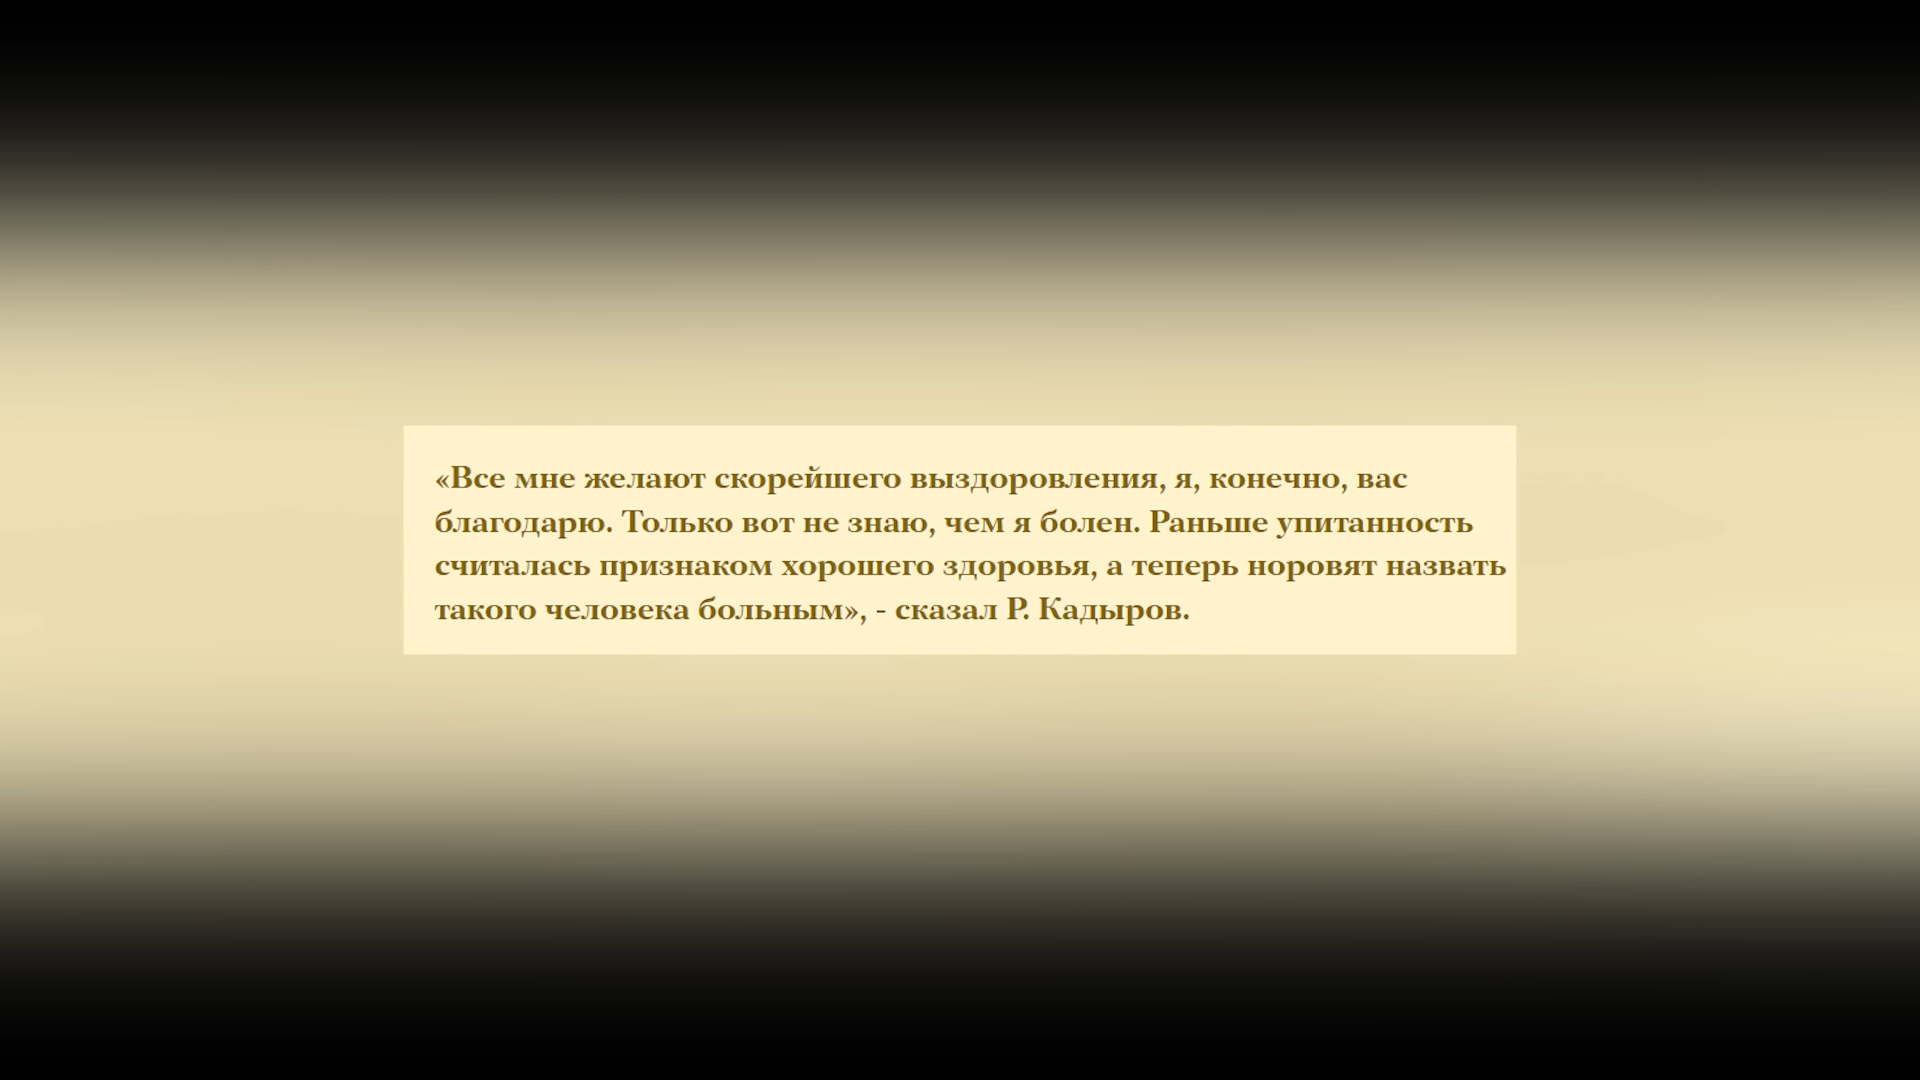 «Все мне желают скорейшего выздоровления, я, конечно, вас
благодарю. Только вот не знаю, чем я болен. Раньше упитанность
считалась признаком хорошего здоровья, а теперь норовят назвать
такого человека больным», - сказал Р. Кадыров.